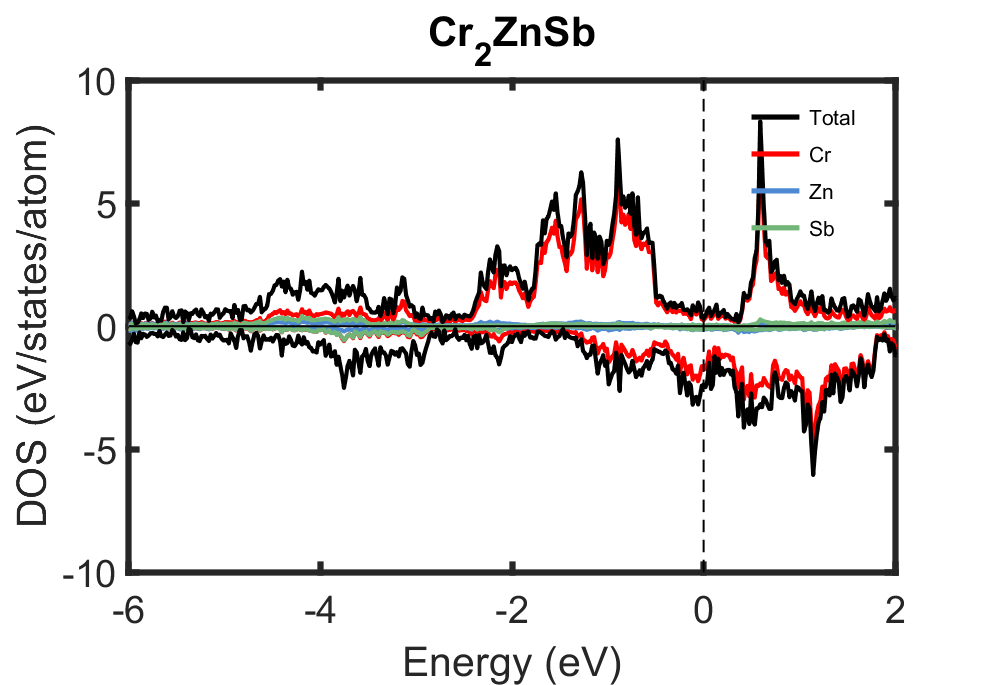 Cr2ZnSb
10
5
0
-5
-10
DOS (eV/states/atom)
Total
Cr
Zn
Sb
-6 -4 -2 0 2
Energy (eV)